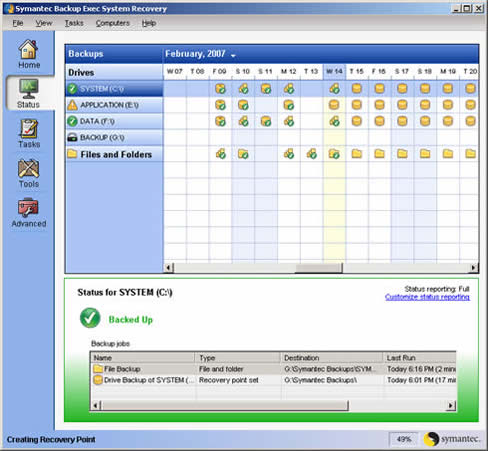 Symantec Backup Exec System Recovery
File View Tasks Computers Help
Home
Status
Tasks
Tools
Advanced
Backups February, 2007
Drives W 07 T 08 F 09 S 10 S 11 M 12 T 13 W 14 T 15 F 16 S 17 S 18 M 19 T 20
SYSTEM (C:\)
APPLICATION (E:\)
DATA (F:\)
BACKUP (G:\)
Files and Folders
Status for SYSTEM (C:\) Status reporting: Full
Customize status reporting
Backed Up
Backup jobs
Name Type Destination Last Run
File Backup File and folder G:\Symantec Backups\SYM... Today 6:16 PM (2 minu
Drive Backup of SYSTEM (... Recovery point set G:\Symantec Backups\ Today 6:01 PM (17 min
Creating Recovery Point 49% symantec.